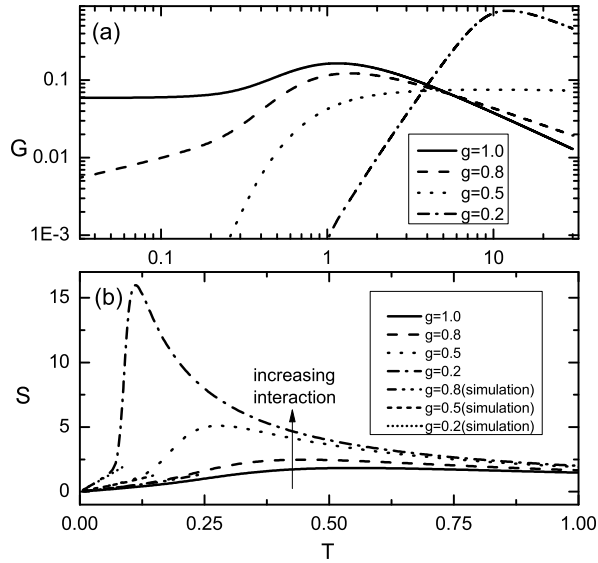 (a)
G
0.1
0.01
1E-3
g=1.0
g=0.8
g=0.5
g=0.2
0.1
1
10
(b)
S
15
10
5
0
increasing
interaction
g=1.0
g=0.8
g=0.5
g=0.2
g=0.8(simulation)
g=0.5(simulation)
g=0.2(simulation)
0.00
0.25
0.50
0.75
1.00
T